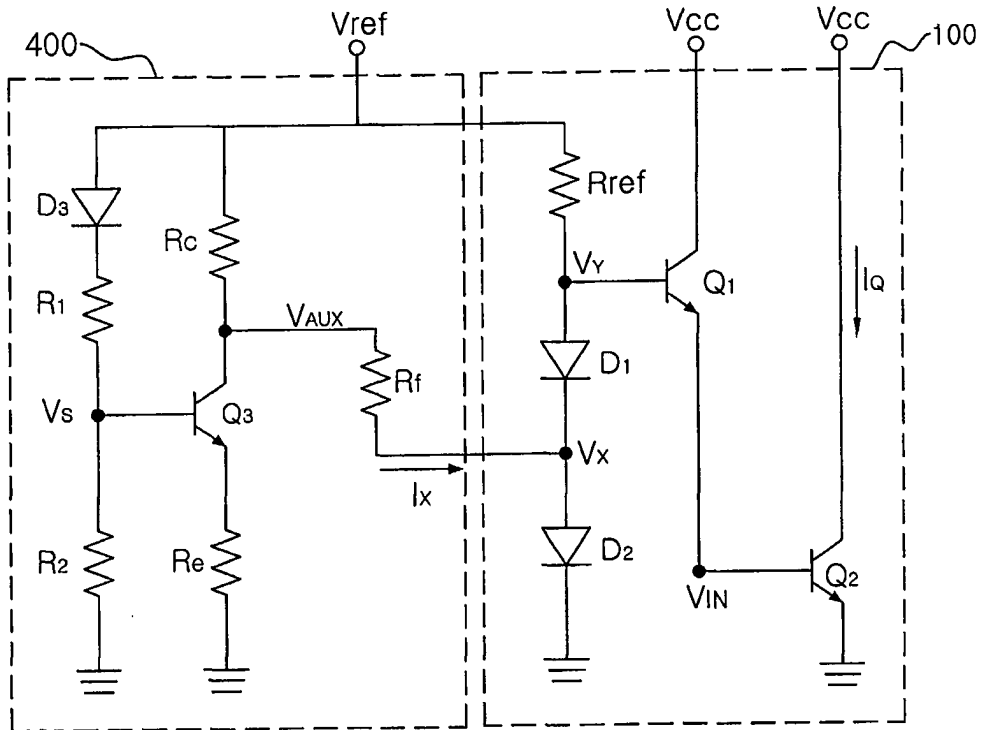 Vref
VCC
VCC
400
100
D3
RC
Rref
R1
VAUX
VY
Q1
IQ
Rf
D1
VS
Q3
VX
IX
R2
Re
D2
VIN
Q2